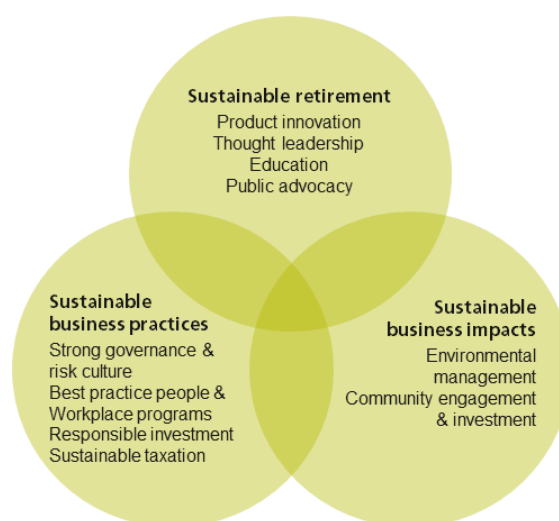 Sustainable retirement
Product innovation
Thought leadership
Education
Public advocacy
Sustainable
business practices
Strong governance &
risk culture
Best practice people &
Workplace programs
Responsible investment
Sustainable taxation
Sustainable
business impacts
Environmental
management
Community engagement
& investment